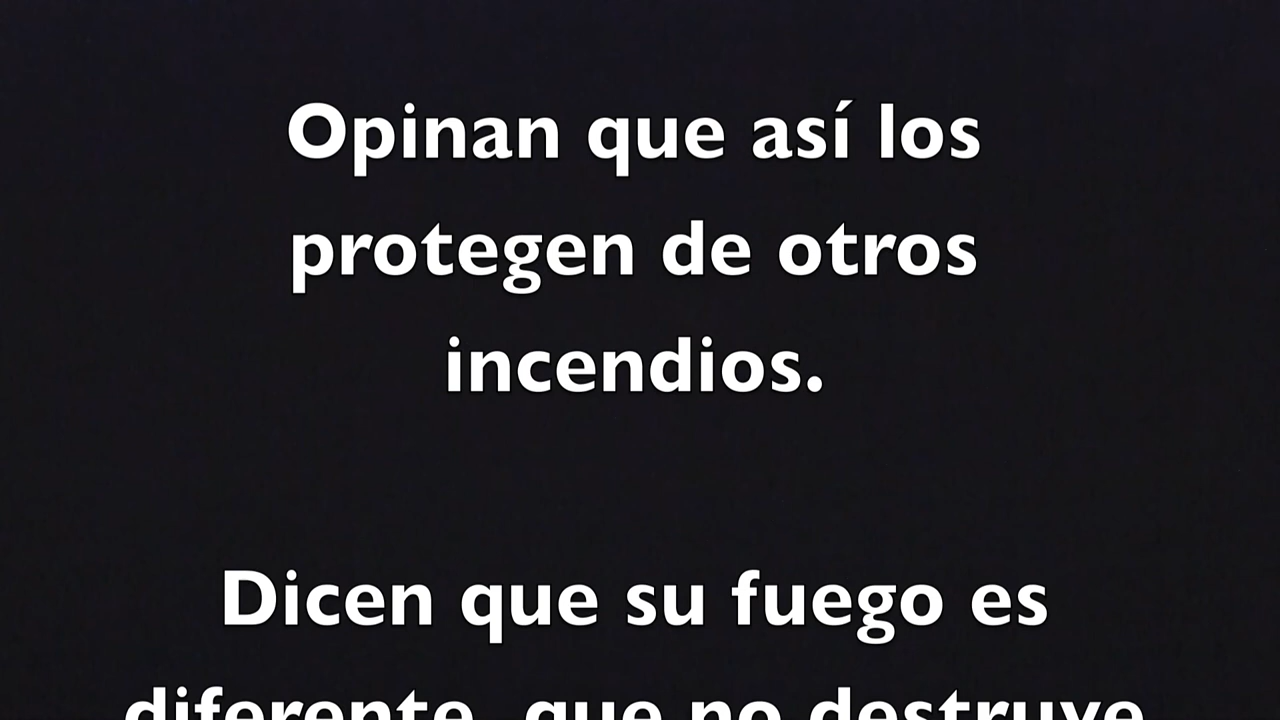 Opinan que así los
protegen de otros
incendios.
Dicen que su fuego es
diferente, que no destruye